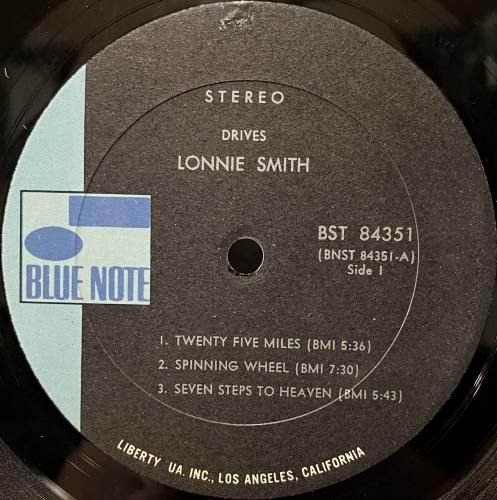 STEREO
DRIVES
LONNIE SMITH
BST 84351
(BNST 84351-A)
Side 1
BLUE NOTE
1. TWENTY FIVE MILES (BMI 5:36)
2. SPINNING WHEEL (BMI 7:30)
3. SEVEN STEPS TO HEAVEN (BMI 5:43)
LIBERTY UA. INC., LOS ANGELES, CALIFORNIA